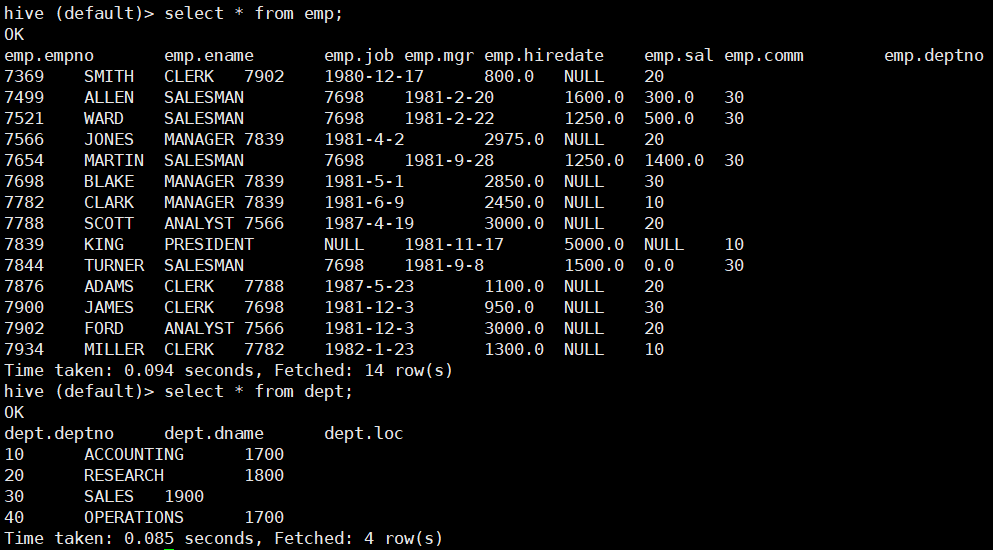 hive (default)> select * from emp;
OK
emp.empno	emp.ename	emp.job	emp.mgr	emp.hiredate	emp.sal	emp.comm	emp.deptno
7369	SMITH	CLERK	7902	1980-12-17	800.0	NULL	20
7499	ALLEN	SALESMAN	7698	1981-2-20	1600.0	300.0	30
7521	WARD	SALESMAN	7698	1981-2-22	1250.0	500.0	30
7566	JONES	MANAGER	7839	1981-4-2	2975.0	NULL	20
7654	MARTIN	SALESMAN	7698	1981-9-28	1250.0	1400.0	30
7698	BLAKE	MANAGER	7839	1981-5-1	2850.0	NULL	30
7782	CLARK	MANAGER	7839	1981-6-9	2450.0	NULL	10
7788	SCOTT	ANALYST	7566	1987-4-19	3000.0	NULL	20
7839	KING	PRESIDENT	NULL	1981-11-17	5000.0	NULL	10
7844	TURNER	SALESMAN	7698	1981-9-8	1500.0	0.0	30
7876	ADAMS	CLERK	7788	1987-5-23	1100.0	NULL	20
7900	JAMES	CLERK	7698	1981-12-3	950.0	NULL	30
7902	FORD	ANALYST	7566	1981-12-3	3000.0	NULL	20
7934	MILLER	CLERK	7782	1982-1-23	1300.0	NULL	10
Time taken: 0.094 seconds, Fetched: 14 row(s)
hive (default)> select * from dept;
OK
dept.deptno	dept.dname	dept.loc
10	ACCOUNTING	1700
20	RESEARCH	1800
30	SALES	1900
40	OPERATIONS	1700
Time taken: 0.085 seconds, Fetched: 4 row(s)